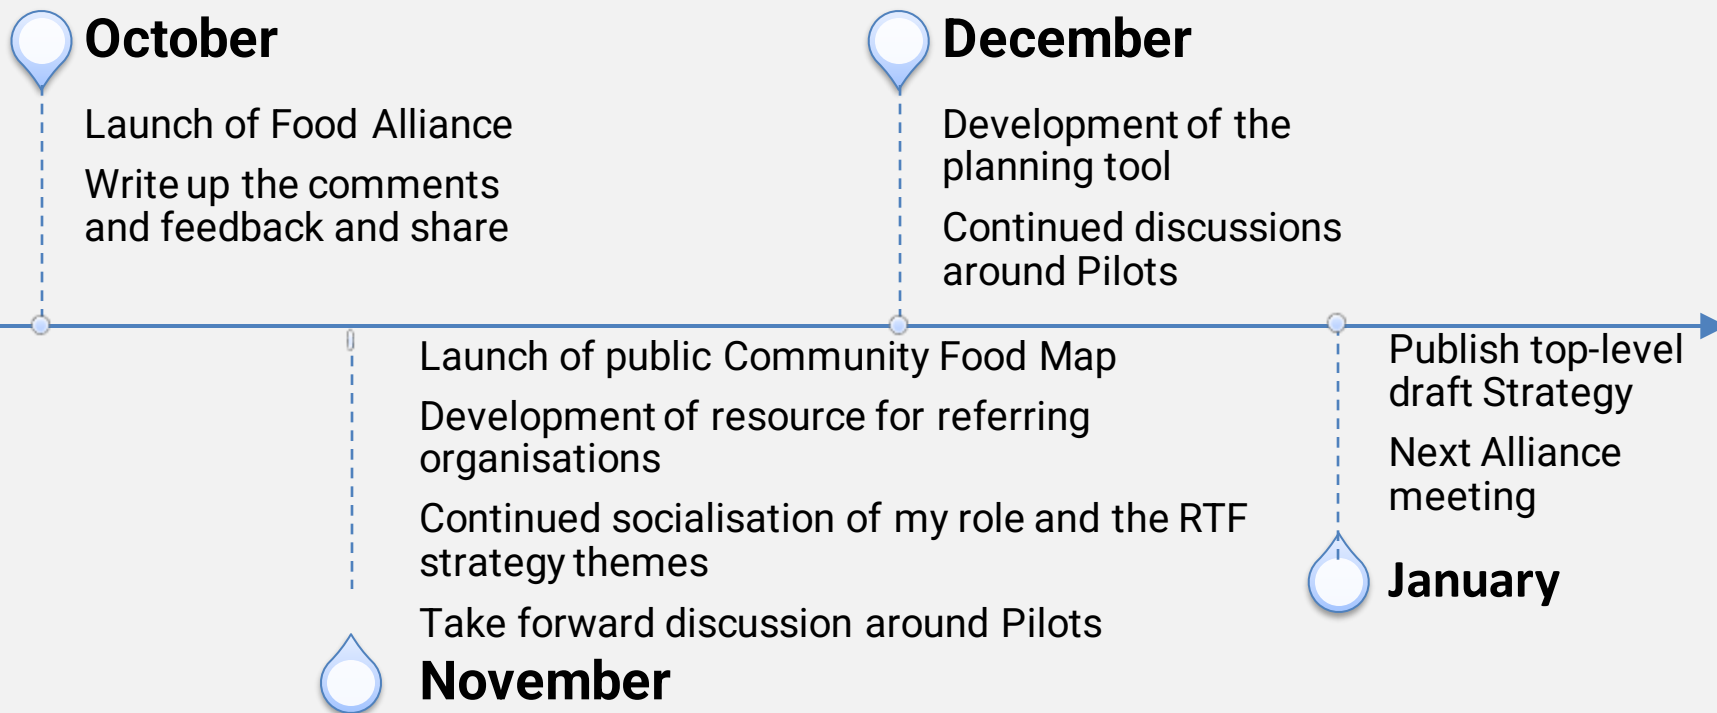 October
Launch of Food Alliance
Write up the comments
and feedback and share
Launch of public Community Food Map
Development of resource for referring
organisations
Continued socialisation of my role and the RTF
strategy themes
Take forward discussion around Pilots
November
December
Development of the
planning tool
Continued discussions
around Pilots
Publish top-level
draft Strategy
Next Alliance
meeting
January